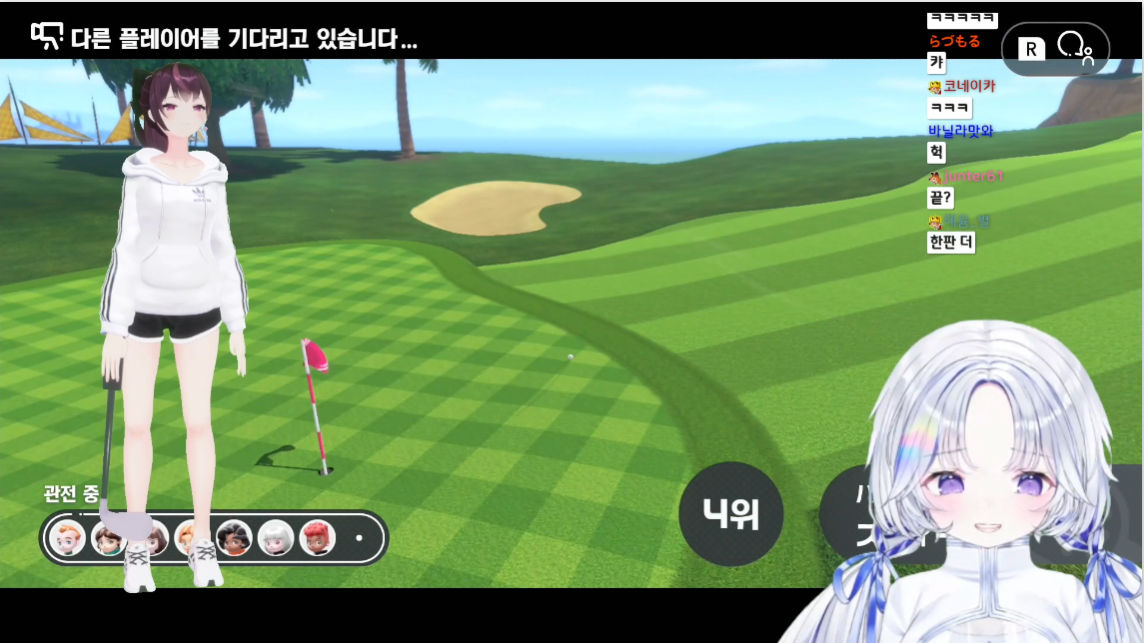 다른 플레이어를 기다리고 있습니다...
ㅋㅋㅋㅋㅋ
らづもる
캬
코네이카
ㅋㅋㅋ
바닐라맛와
헉
junter61
끝?
한판 더
R
관전 중
4위